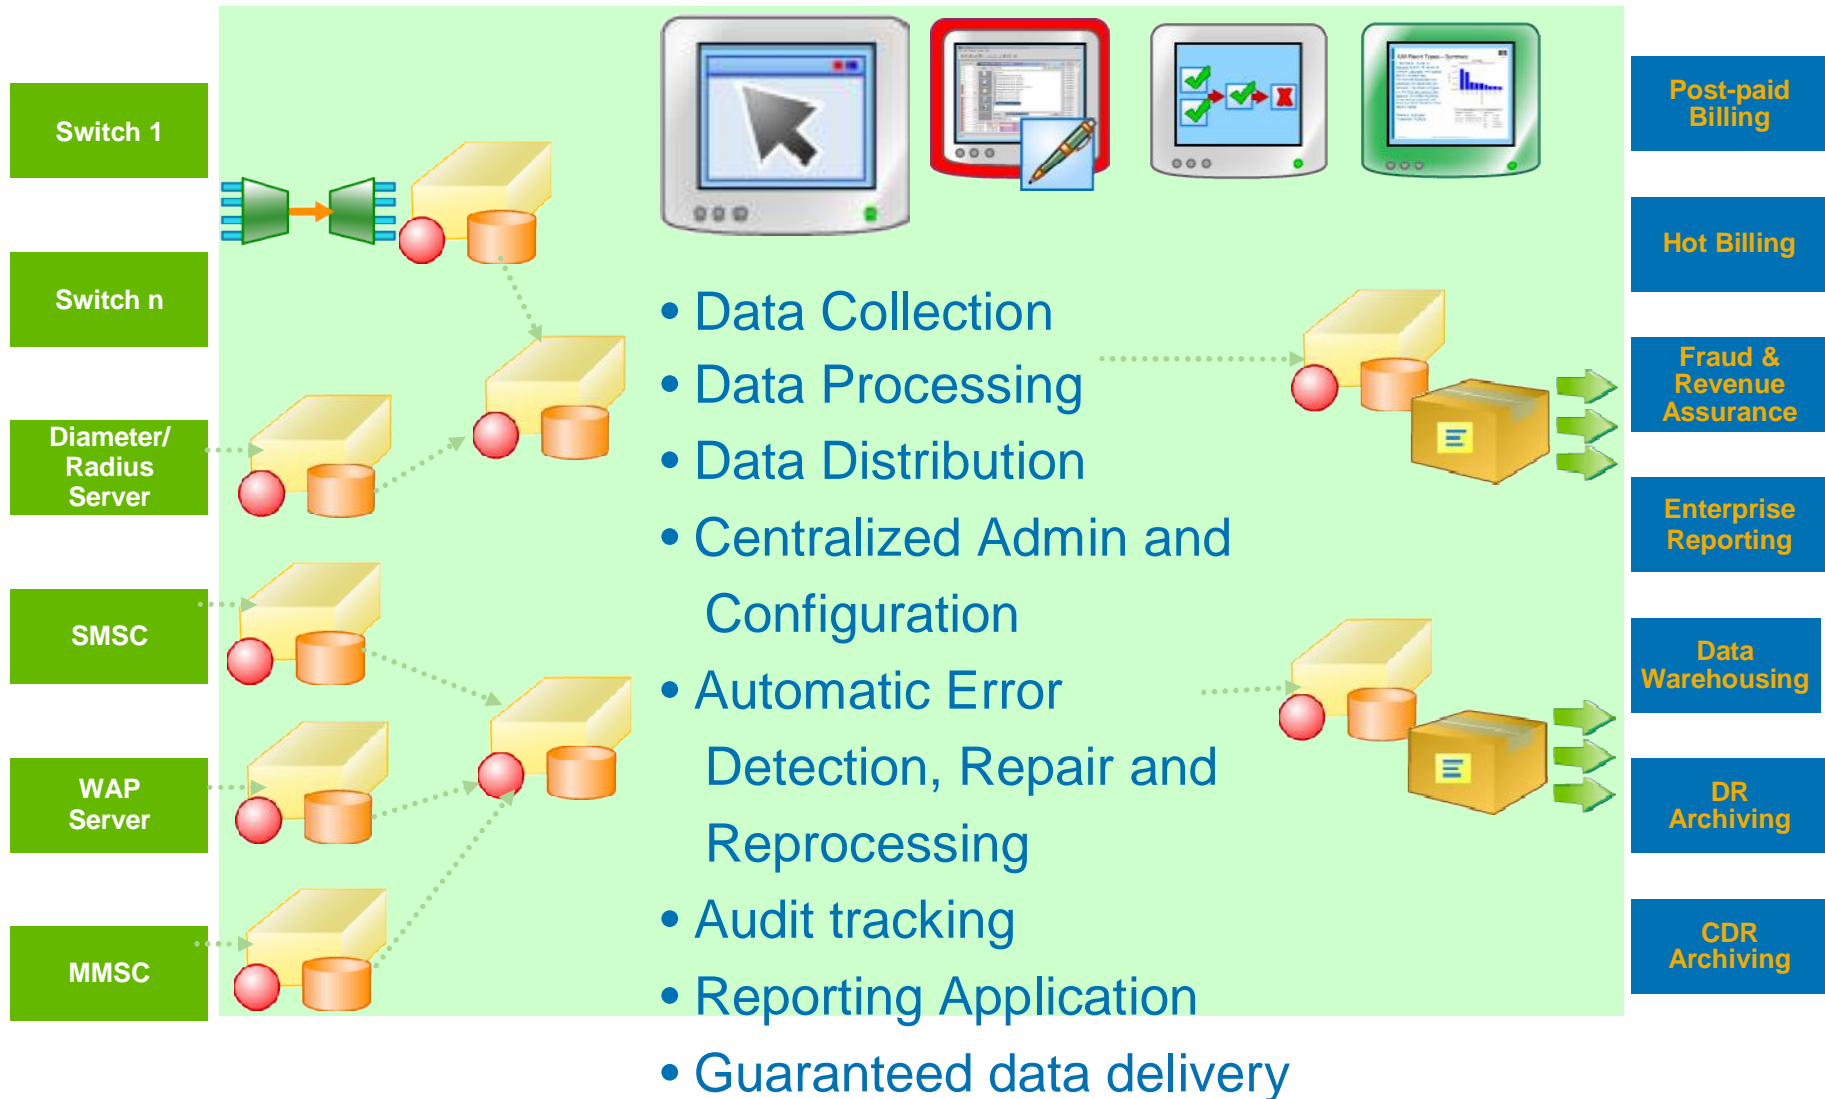 Switch 1
Switch n
Diameter/
Radius
Server
SMSC
WAP
Server
MMSC
• Data Collection
• Data Processing
• Data Distribution
• Centralized Admin and
Configuration
• Automatic Error
Detection, Repair and
Reprocessing
• Audit tracking
• Reporting Application
• Guaranteed data delivery
Post-paid
Billing
Hot Billing
Fraud &
Revenue
Assurance
Enterprise
Reporting
Data
Warehousing
DR
Archiving
CDR
Archiving